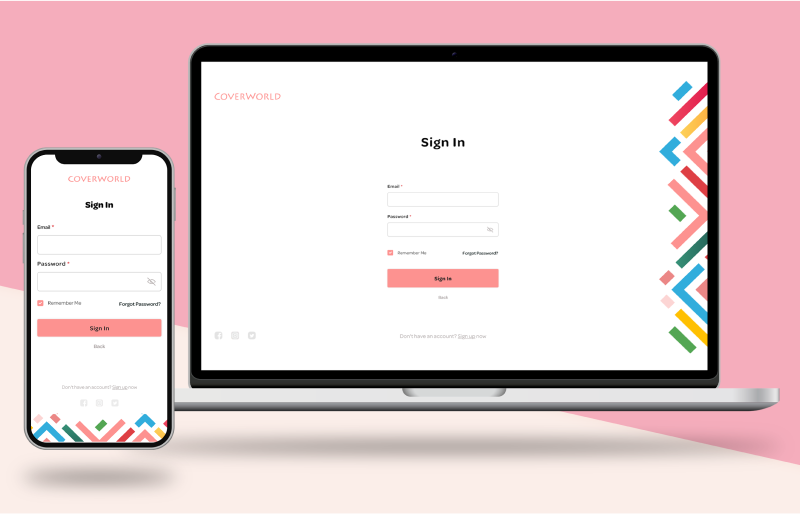 COVERWORLD
Sign In
Email *
Password *
Remember Me Forgot Password?
Sign In
Back
Don't have an account? Sign up now
COVERWORLD
Sign In
Email *
Password *
Remember Me Forgot Password?
Sign In
Back
Don't have an account? Sign up now